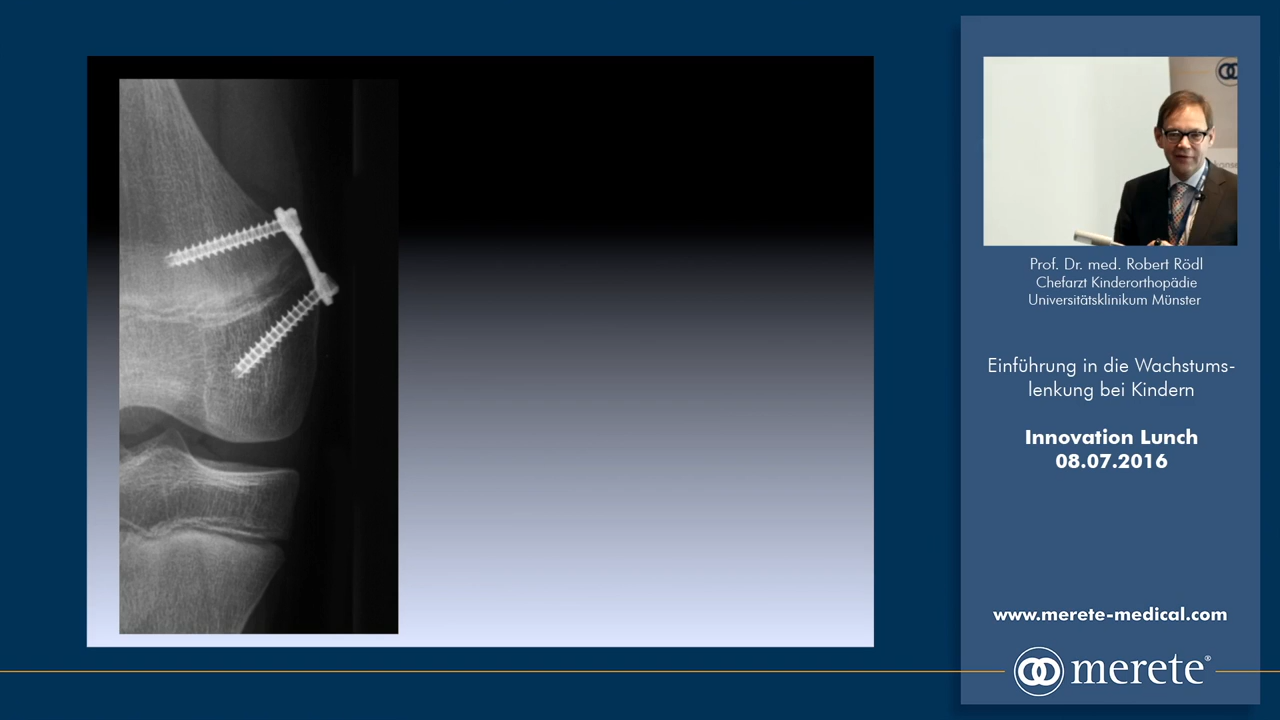 Prof. Dr. med. Robert Rödl
Chefarzt Kinderorthopädie
Universitätsklinikum Münster
Einführung in die Wachstums-
lenkung bei Kindern
Innovation Lunch
08.07.2016
www.merete-medical.com
merete®